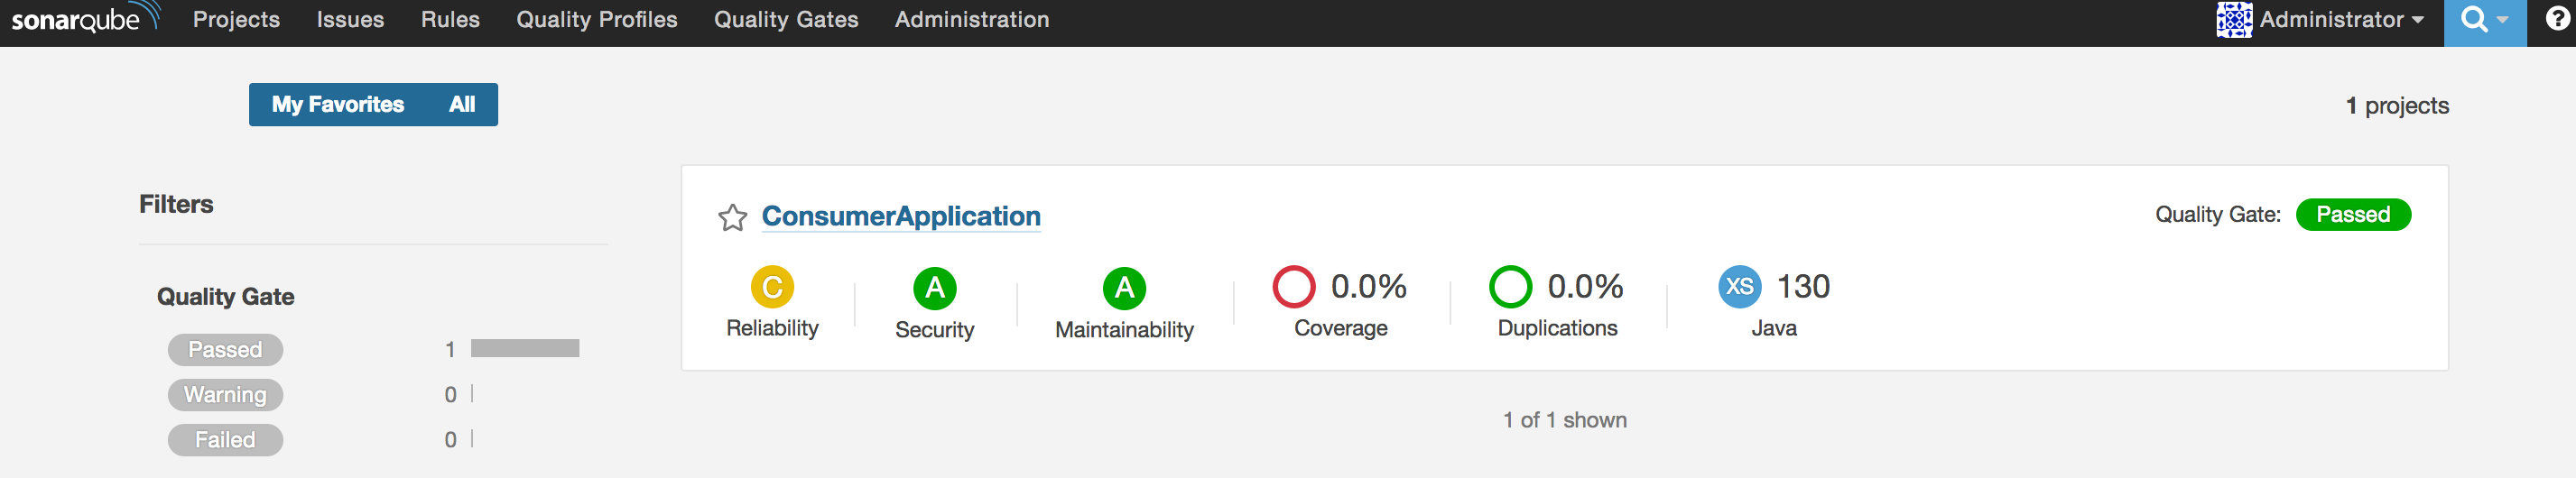 sonarqube Projects Issues Rules Quality Profiles Quality Gates Administration Administrator ?
My Favorites All
1 projects
Filters
Quality Gate
Passed 1
Warning 0
Failed 0
ConsumerApplication
Quality Gate: Passed
C A A 0.0% 0.0% XS 130
Reliability Security Maintainability Coverage Duplications Java
1 of 1 shown